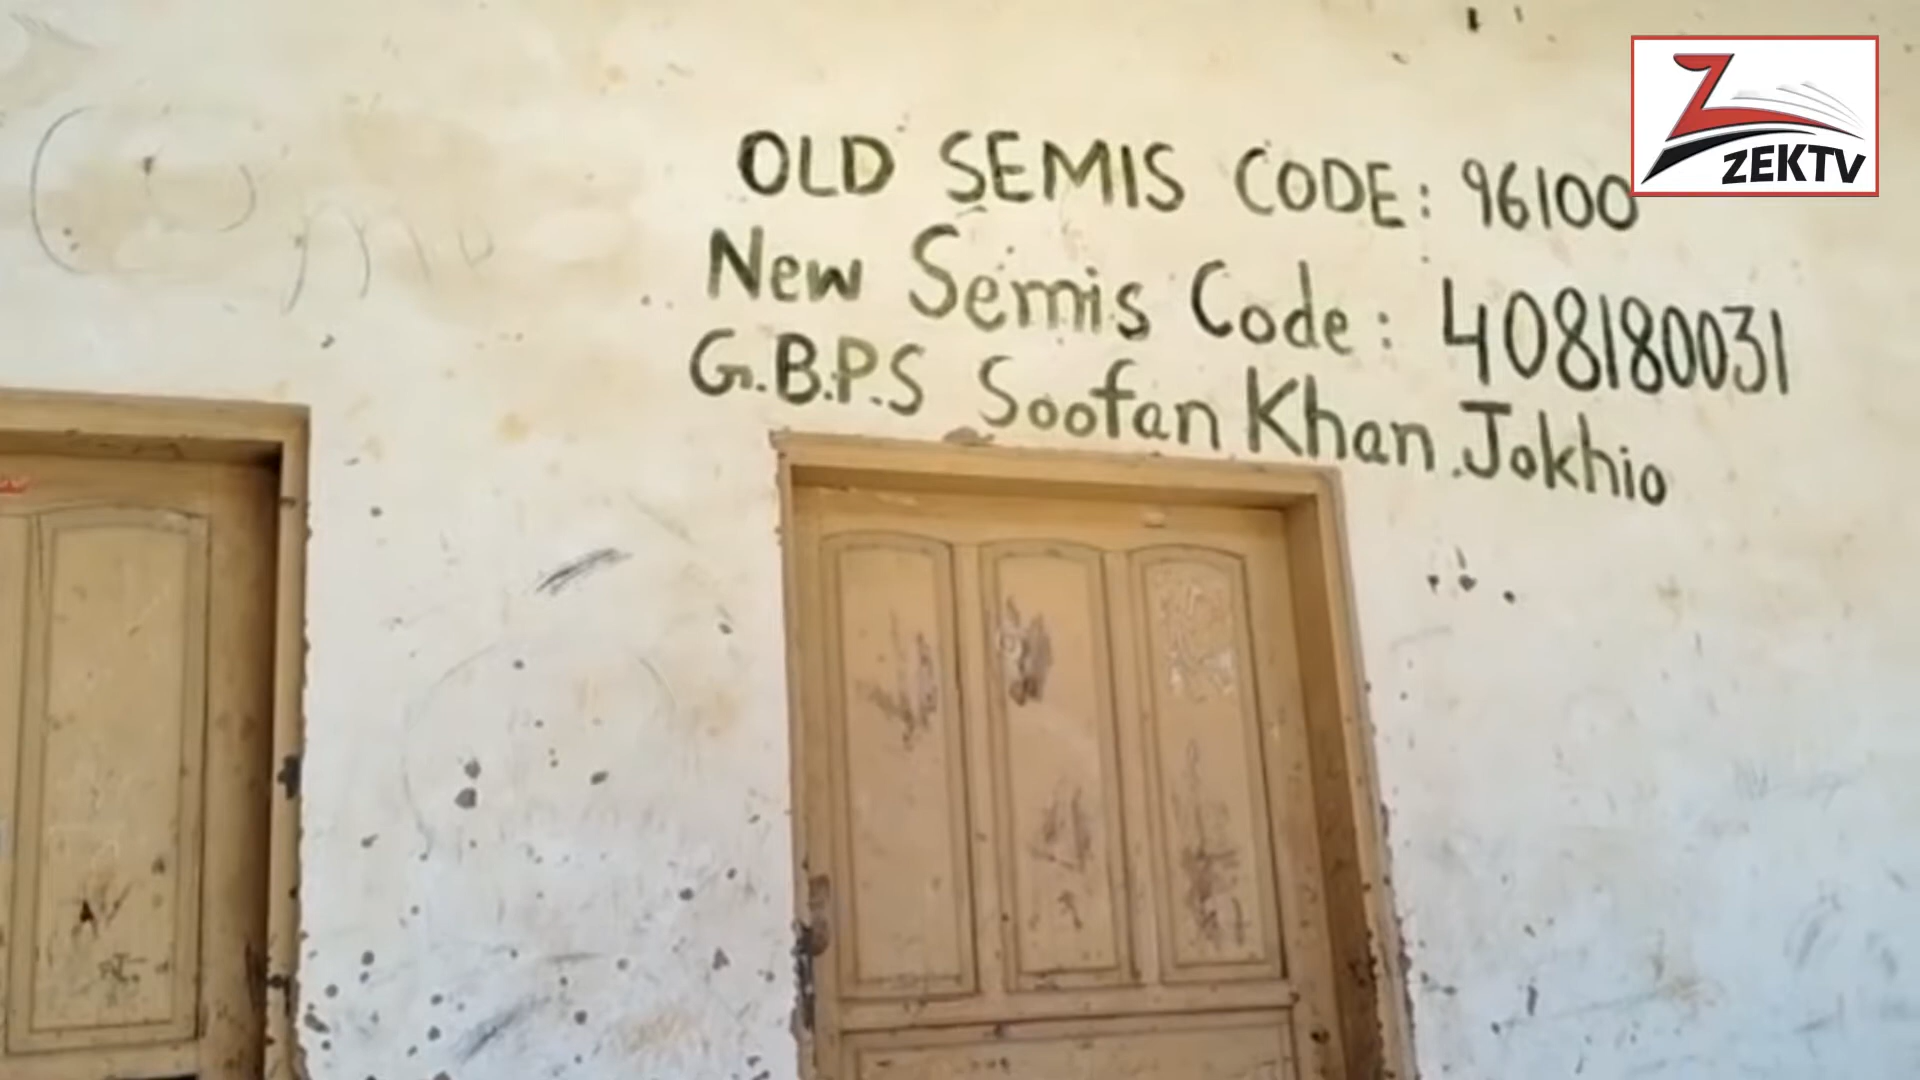 OLD SEMIS CODE: 96100
New Semis Code: 408180031
G.B.P.S Soofan Khan Jokhio
ZEKTV